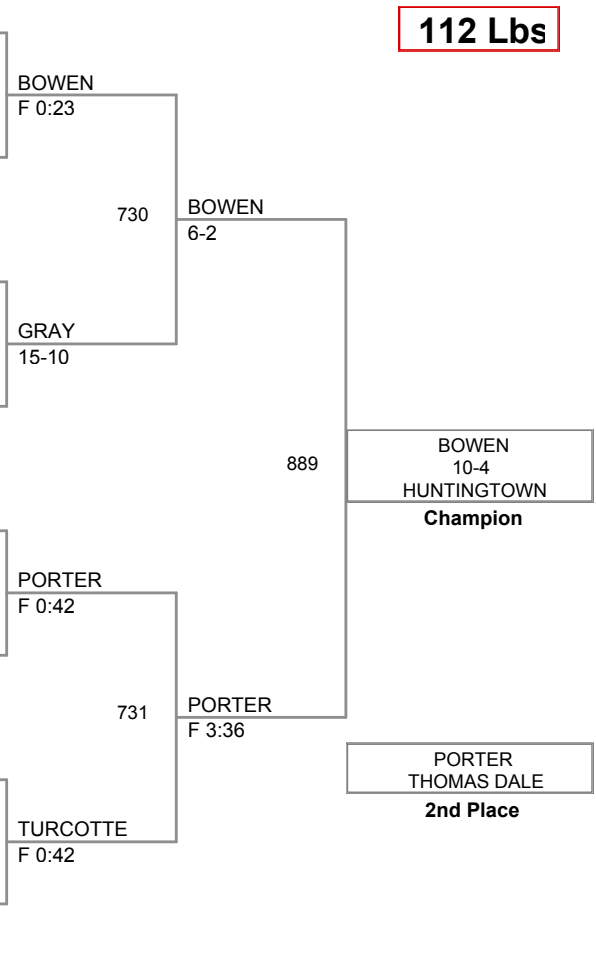 112 Lbs
BOWEN
F 0:23
730
BOWEN
6-2
GRAY
15-10
889
BOWEN
10-4
HUNTINGTOWN
Champion
PORTER
F 0:42
731
PORTER
F 3:36
PORTER
THOMAS DALE
2nd Place
TURCOTTE
F 0:42